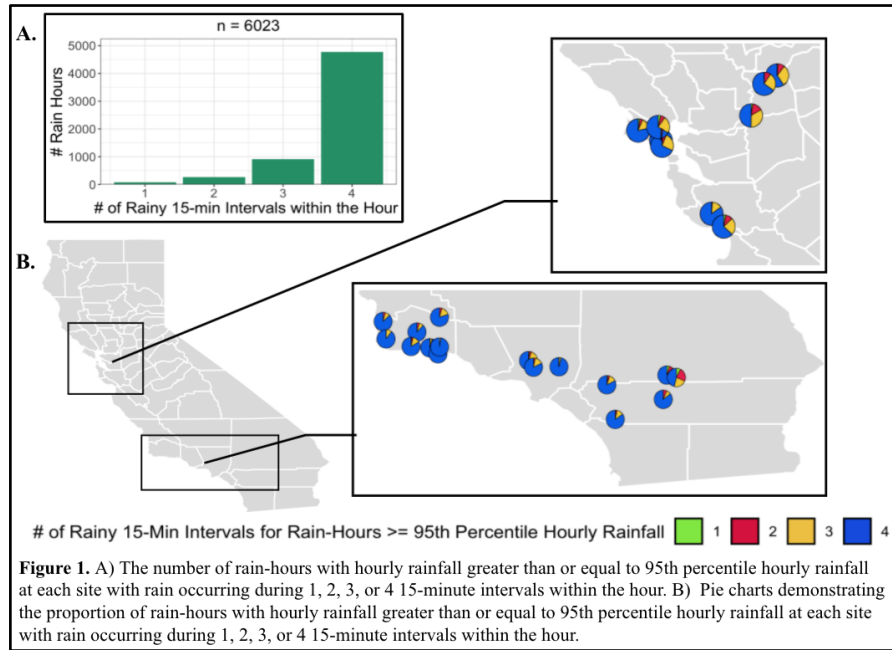 A.
n = 6023
# Rain Hours
5000
4000
3000
2000
1000
0
1 2 3 4
# of Rainy 15-min Intervals within the Hour
B.
# of Rainy 15-Min Intervals for Rain-Hours >= 95th Percentile Hourly Rainfall 1 2 3 4
Figure 1. A) The number of rain-hours with hourly rainfall greater than or equal to 95th percentile hourly rainfall
at each site with rain occurring during 1, 2, 3, or 4 15-minute intervals within the hour. B) Pie charts demonstrating
the proportion of rain-hours with hourly rainfall greater than or equal to 95th percentile hourly rainfall at each site
with rain occurring during 1, 2, 3, or 4 15-minute intervals within the hour.